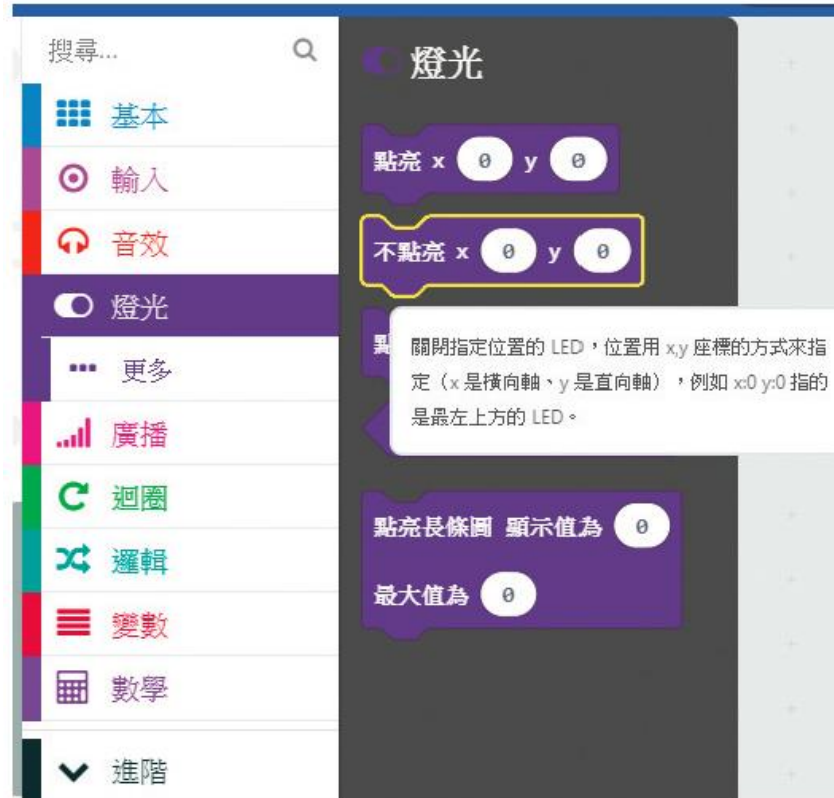 搜尋...
基本
輸入
音效
燈光
更多
廣播
迴圈
邏輯
變數
數學
進階
燈光
點亮 x 0 y 0
不點亮 x 0 y 0
關閉指定位置的 LED，位置用 x,y 座標的方式來指
定（x 是橫向軸、y 是直向軸），例如 x:0 y:0 指的
是最左上方的 LED。
點亮長條圖 顯示值為 0
最大值為 0